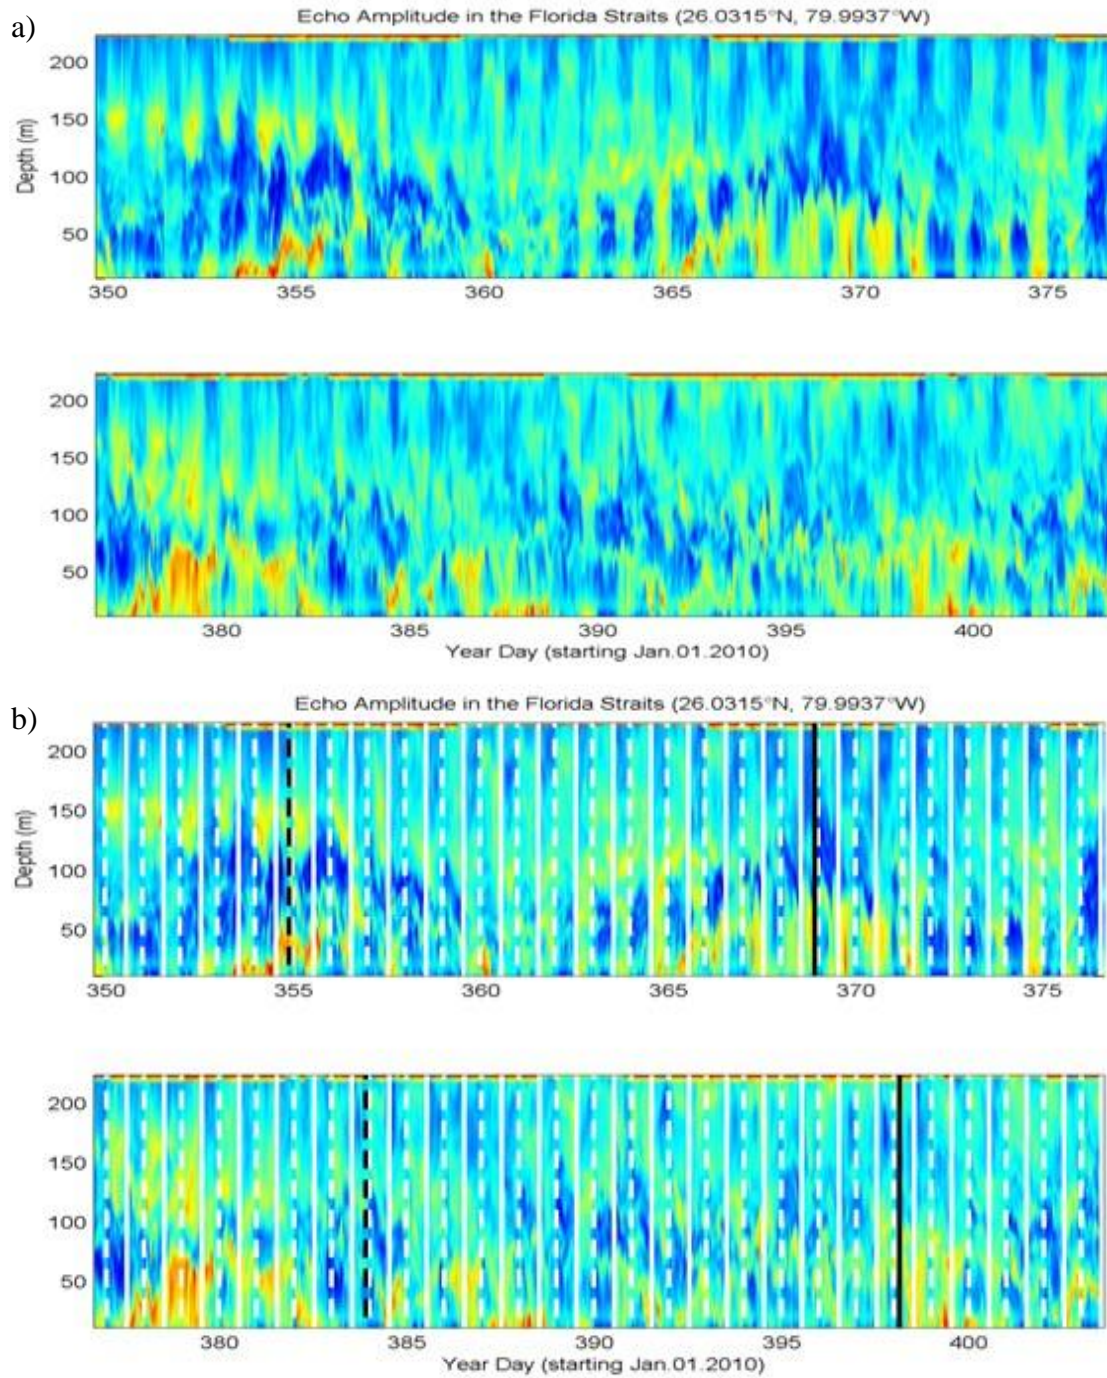 a)
Echo Amplitude in the Florida Straits (26.0315°N, 79.9937°W)
200
150
100
50
Depth (m)
350 355 360 365 370 375
200
150
100
50
380 385 390 395 400
Year Day (starting Jan.01.2010)
b)
Echo Amplitude in the Florida Straits (26.0315°N, 79.9937°W)
200
150
100
50
Depth (m)
350 355 360 365 370 375
200
150
100
50
380 385 390 395 400
Year Day (starting Jan.01.2010)